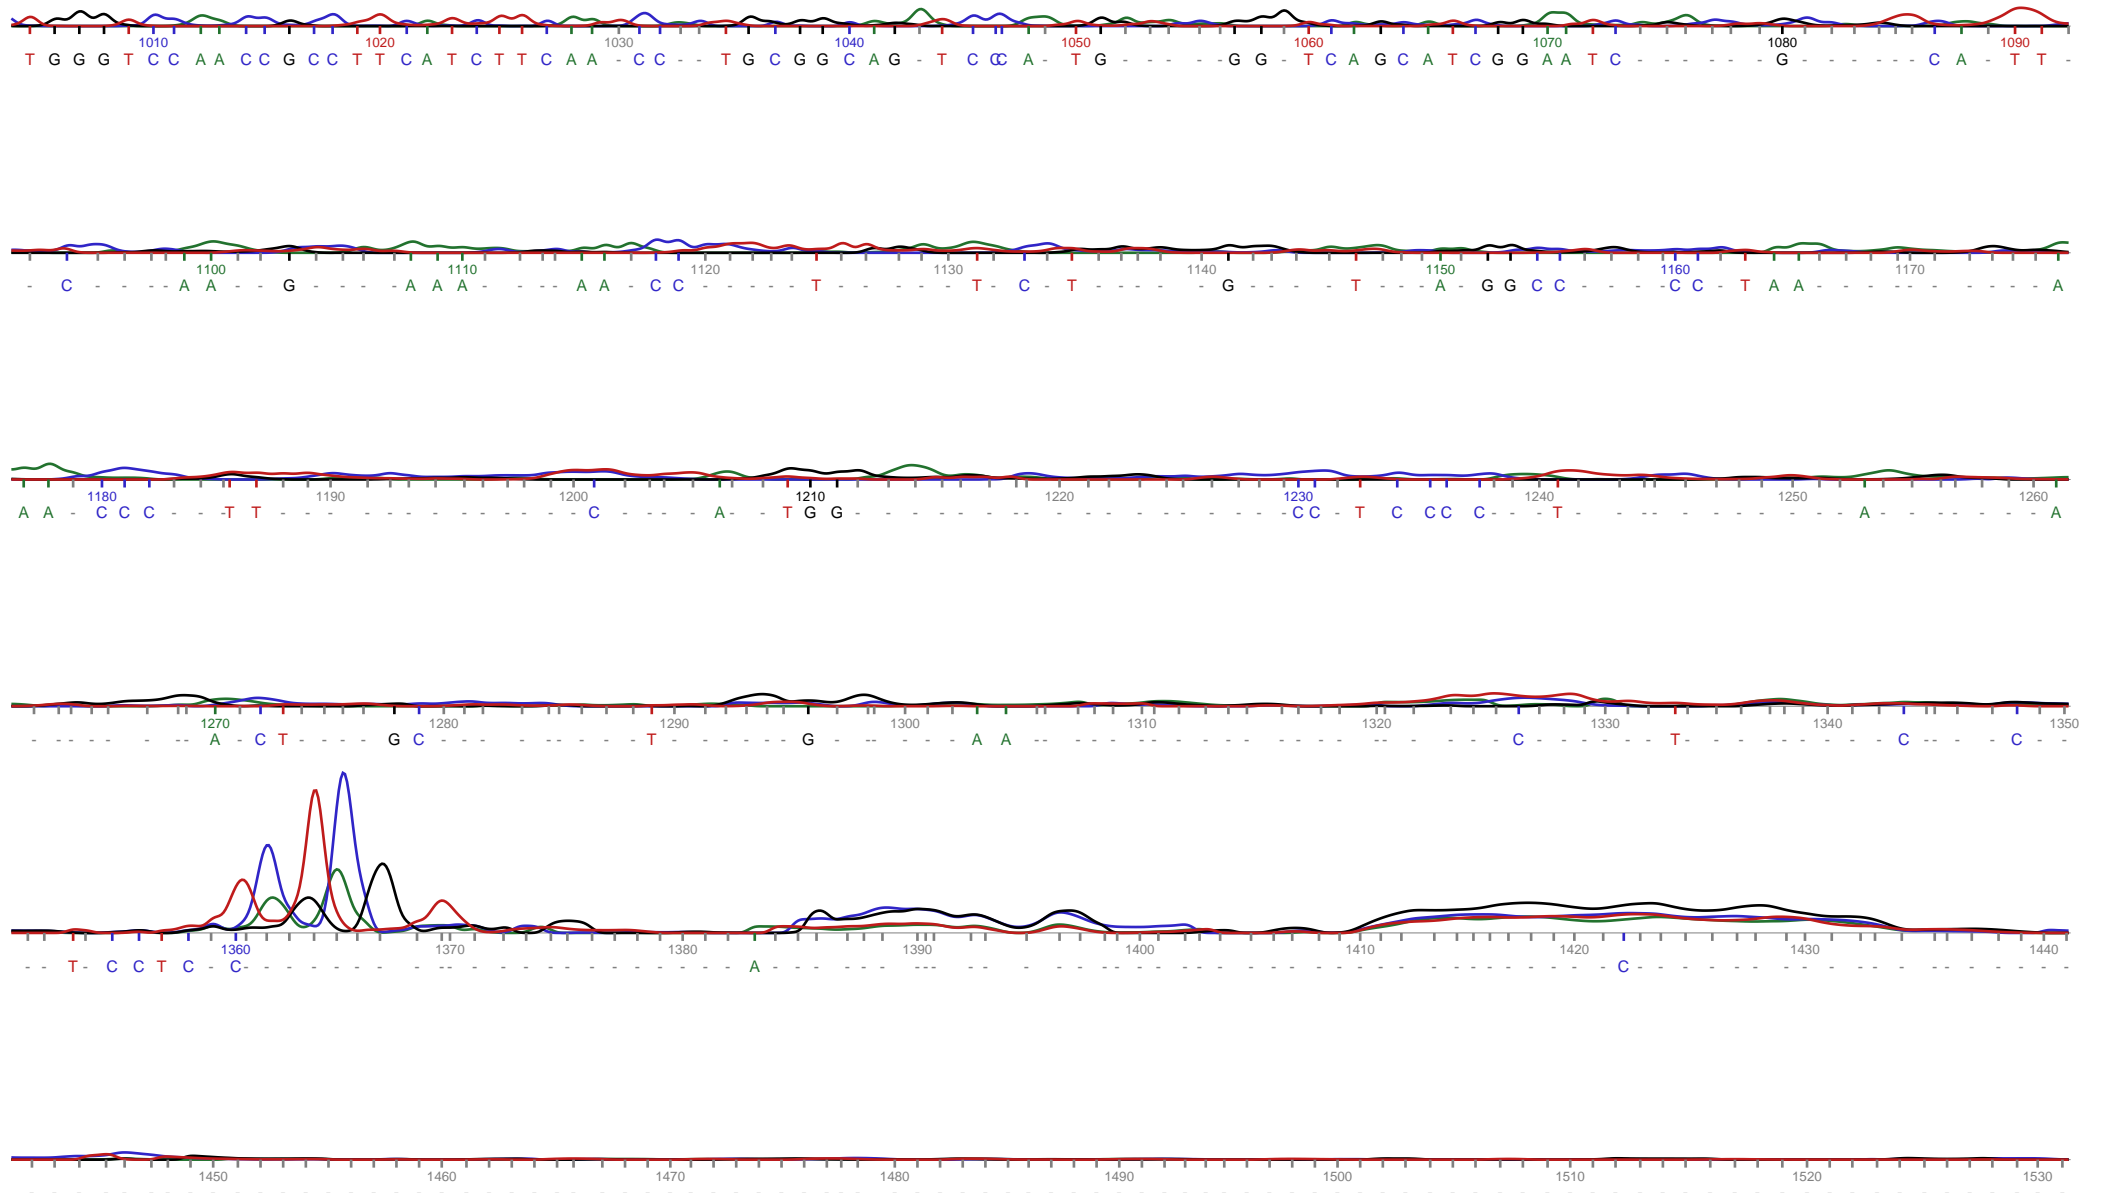 1010 1020 1030 1040 1050 1060 1070 1080 1090
T G G G T C C A A C C G C C T T C A T C T T C A A - C C - - T G C G G C A G - T C C C A - T G - - - - - G G - T C A G C A T C G G A A T C - - - - - - G - - - - - - C A - T T -
1100 1110 1120 1130 1140 1150 1160 1170
- C - - - - - A A - - G - - - - A A A - - - - A A - C C - - - - - T - - - - - - T - C - T - - - - - G - - - - T - - - A - G G C C - - - - C C - T A A - - - - - - - - - - A
1180 1190 1200 1210 1220 1230 1240 1250 1260
A A - C C C - - T T - - - - - - - - - - - - - C - - - - A - - T G G - - - - - - - - - - - - - - - - - - C C - T C C C C - - - T - - - - - - - - - - - A - - - - - - - A
1270 1280 1290 1300 1310 1320 1330 1340 1350
- - - - - - - - A - C T - - - - G C - - - - - - - - - T - - - - - - G - - - - - - A A - - - - - - - - - - - - - - - - - - - - - C - - - - - T - - - - - - - - - C - - - C - -
1360 1370 1380 1390 1400 1410 1420 1430 1440
- - T - C C T C - C - - - - - - - - - - - - - - - - - - - - - A - - - - - - - - - - - - - - - - - - - - - - - - - - - - - - - - - - - - - C - - - - - - - - - - - - - - - - - -
1450 1460 1470 1480 1490 1500 1510 1520 1530